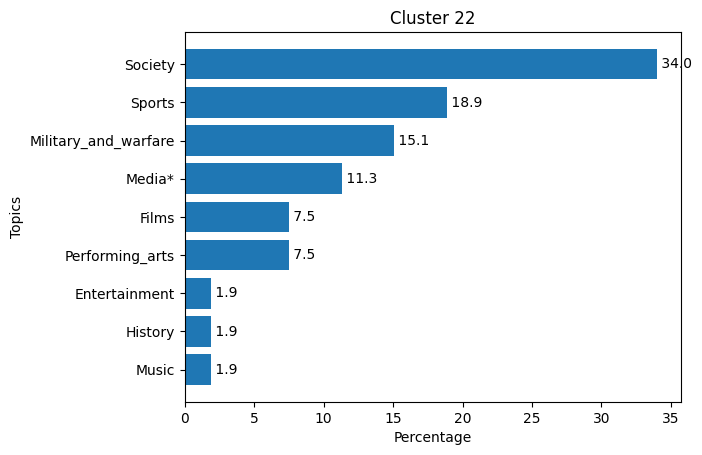 Cluster 22
Society 34.0
Sports 18.9
Military_and_warfare 15.1
Media* 11.3
Films 7.5
Performing_arts 7.5
Entertainment 1.9
History 1.9
Music 1.9
Topics
0 5 10 15 20 25 30 35
Percentage